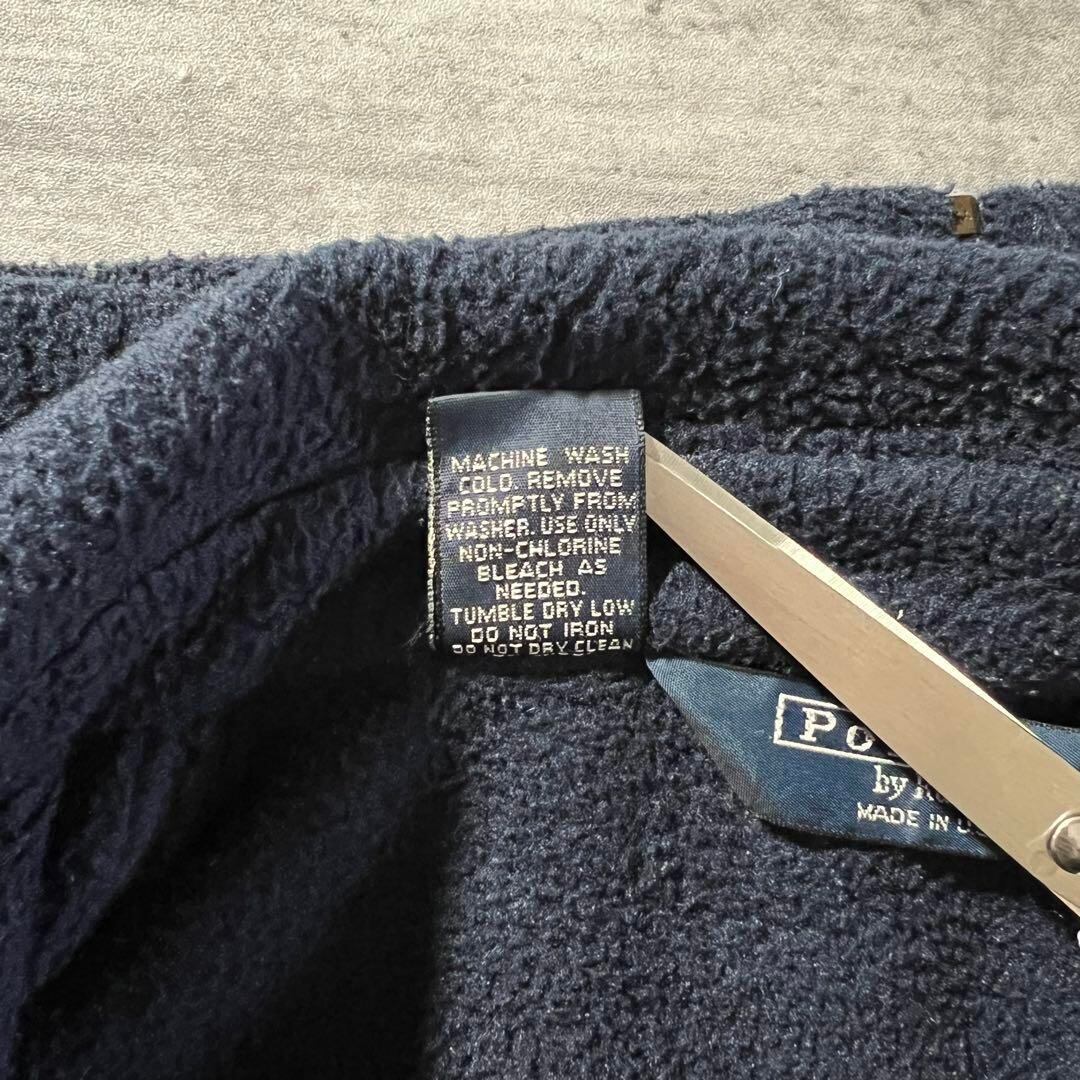 MACHINE WASH
COLD. REMOVE
PROMPTLY FROM
WASHER. USE ONLY
NON-CHLORINE
BLEACH AS
NEEDED.
TUMBLE DRY LOW
DO NOT IRON
DO NOT DRY CLEAN
by
MADE IN